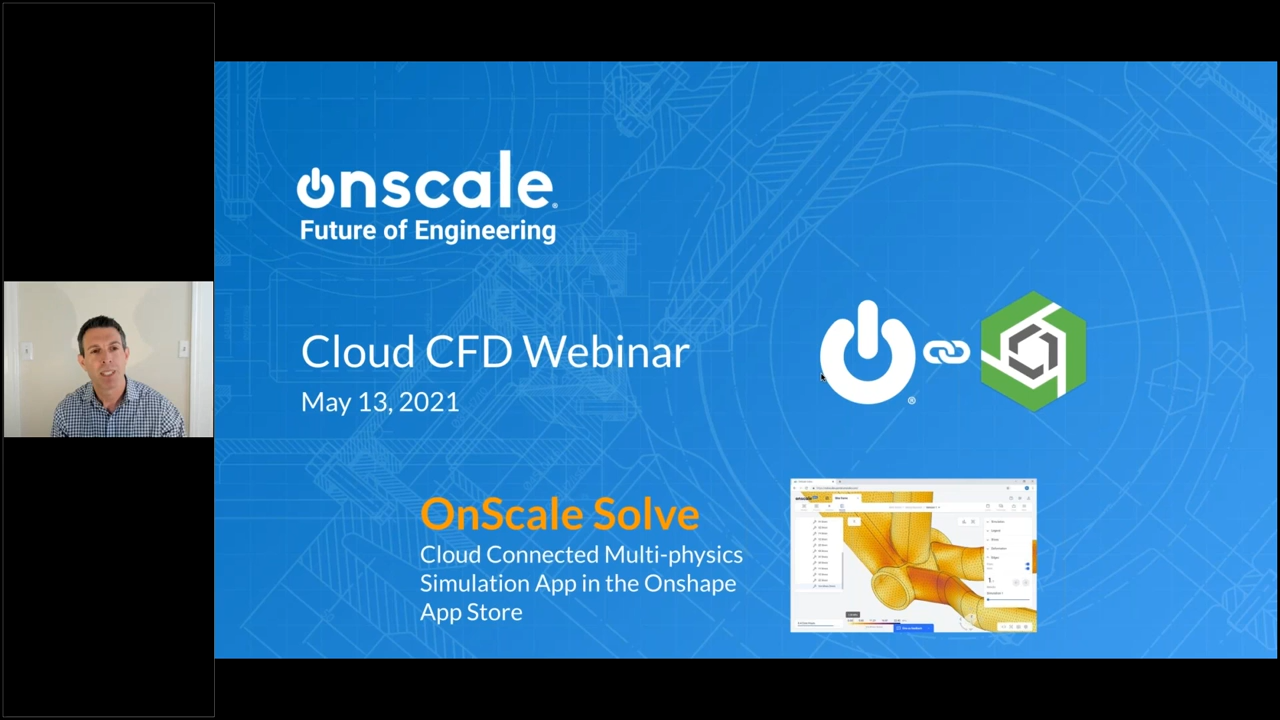 onscale®
Future of Engineering
Cloud CFD Webinar
May 13, 2021
®
OnScale Solve
Cloud Connected Multi-physics
Simulation App in the Onshape
App Store
onscale